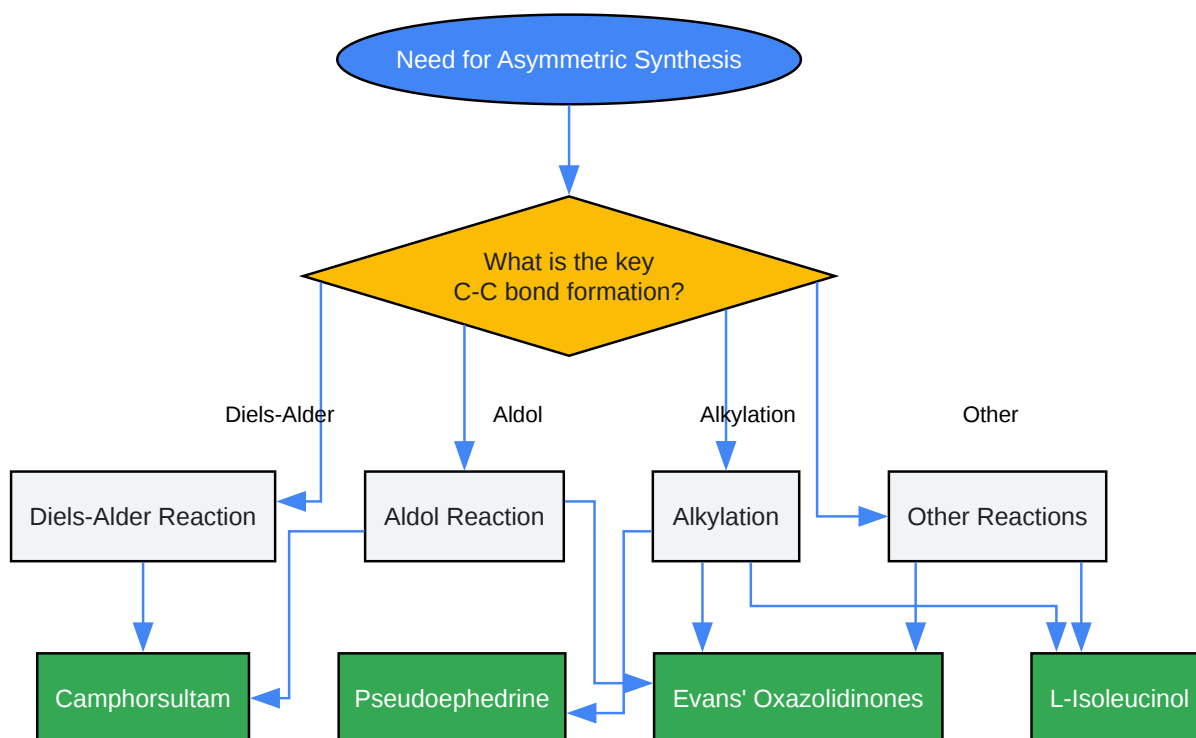 Need for Asymmetric Synthesis
What is the key
C-C bond formation?
Diels-Alder
Aldol
Alkylation
Other
Diels-Alder Reaction
Aldol Reaction
Alkylation
Other Reactions
Camphorsultam
Pseudoephedrine
Evans' Oxazolidinones
L-Isoleucinol